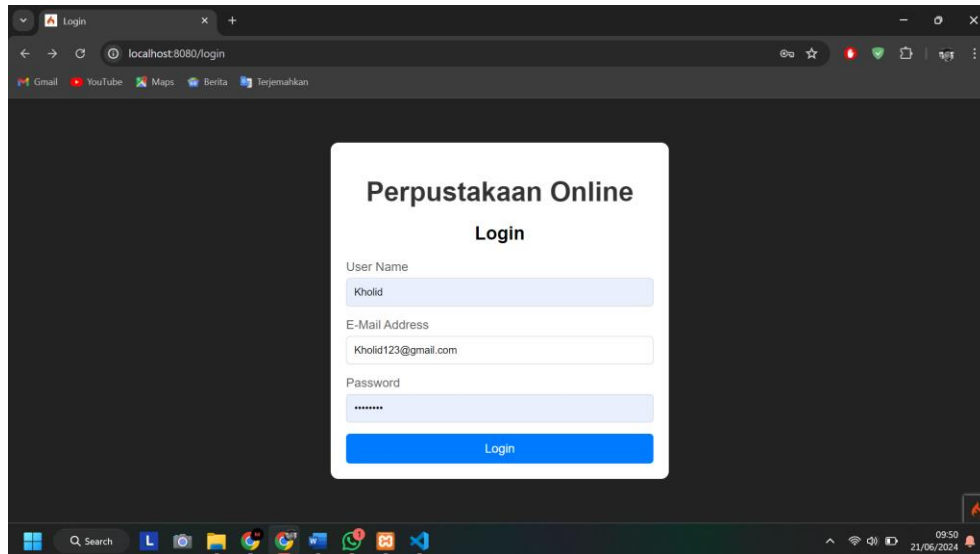 Login
localhost:8080/login
Gmail YouTube Maps Berita Terjemahkan
Perpustakaan Online
Login
User Name
Kholid
E-Mail Address
Kholid123@gmail.com
Password
••••••••
Login
Search
L
1
09:50
21/06/2024